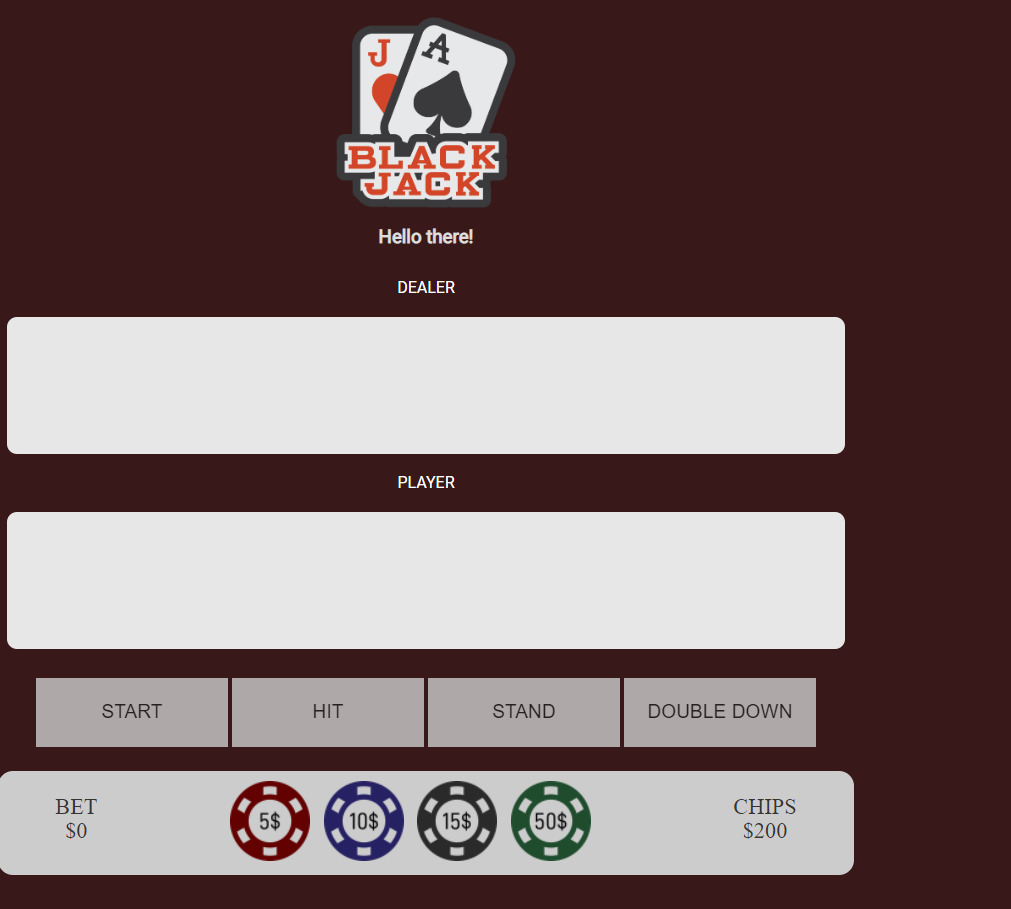 J
A
BLACK
JACK
Hello there!
DEALER
PLAYER
START HIT STAND DOUBLE DOWN
BET 5$ 10$ 15$ 50$ CHIPS
$0 $200